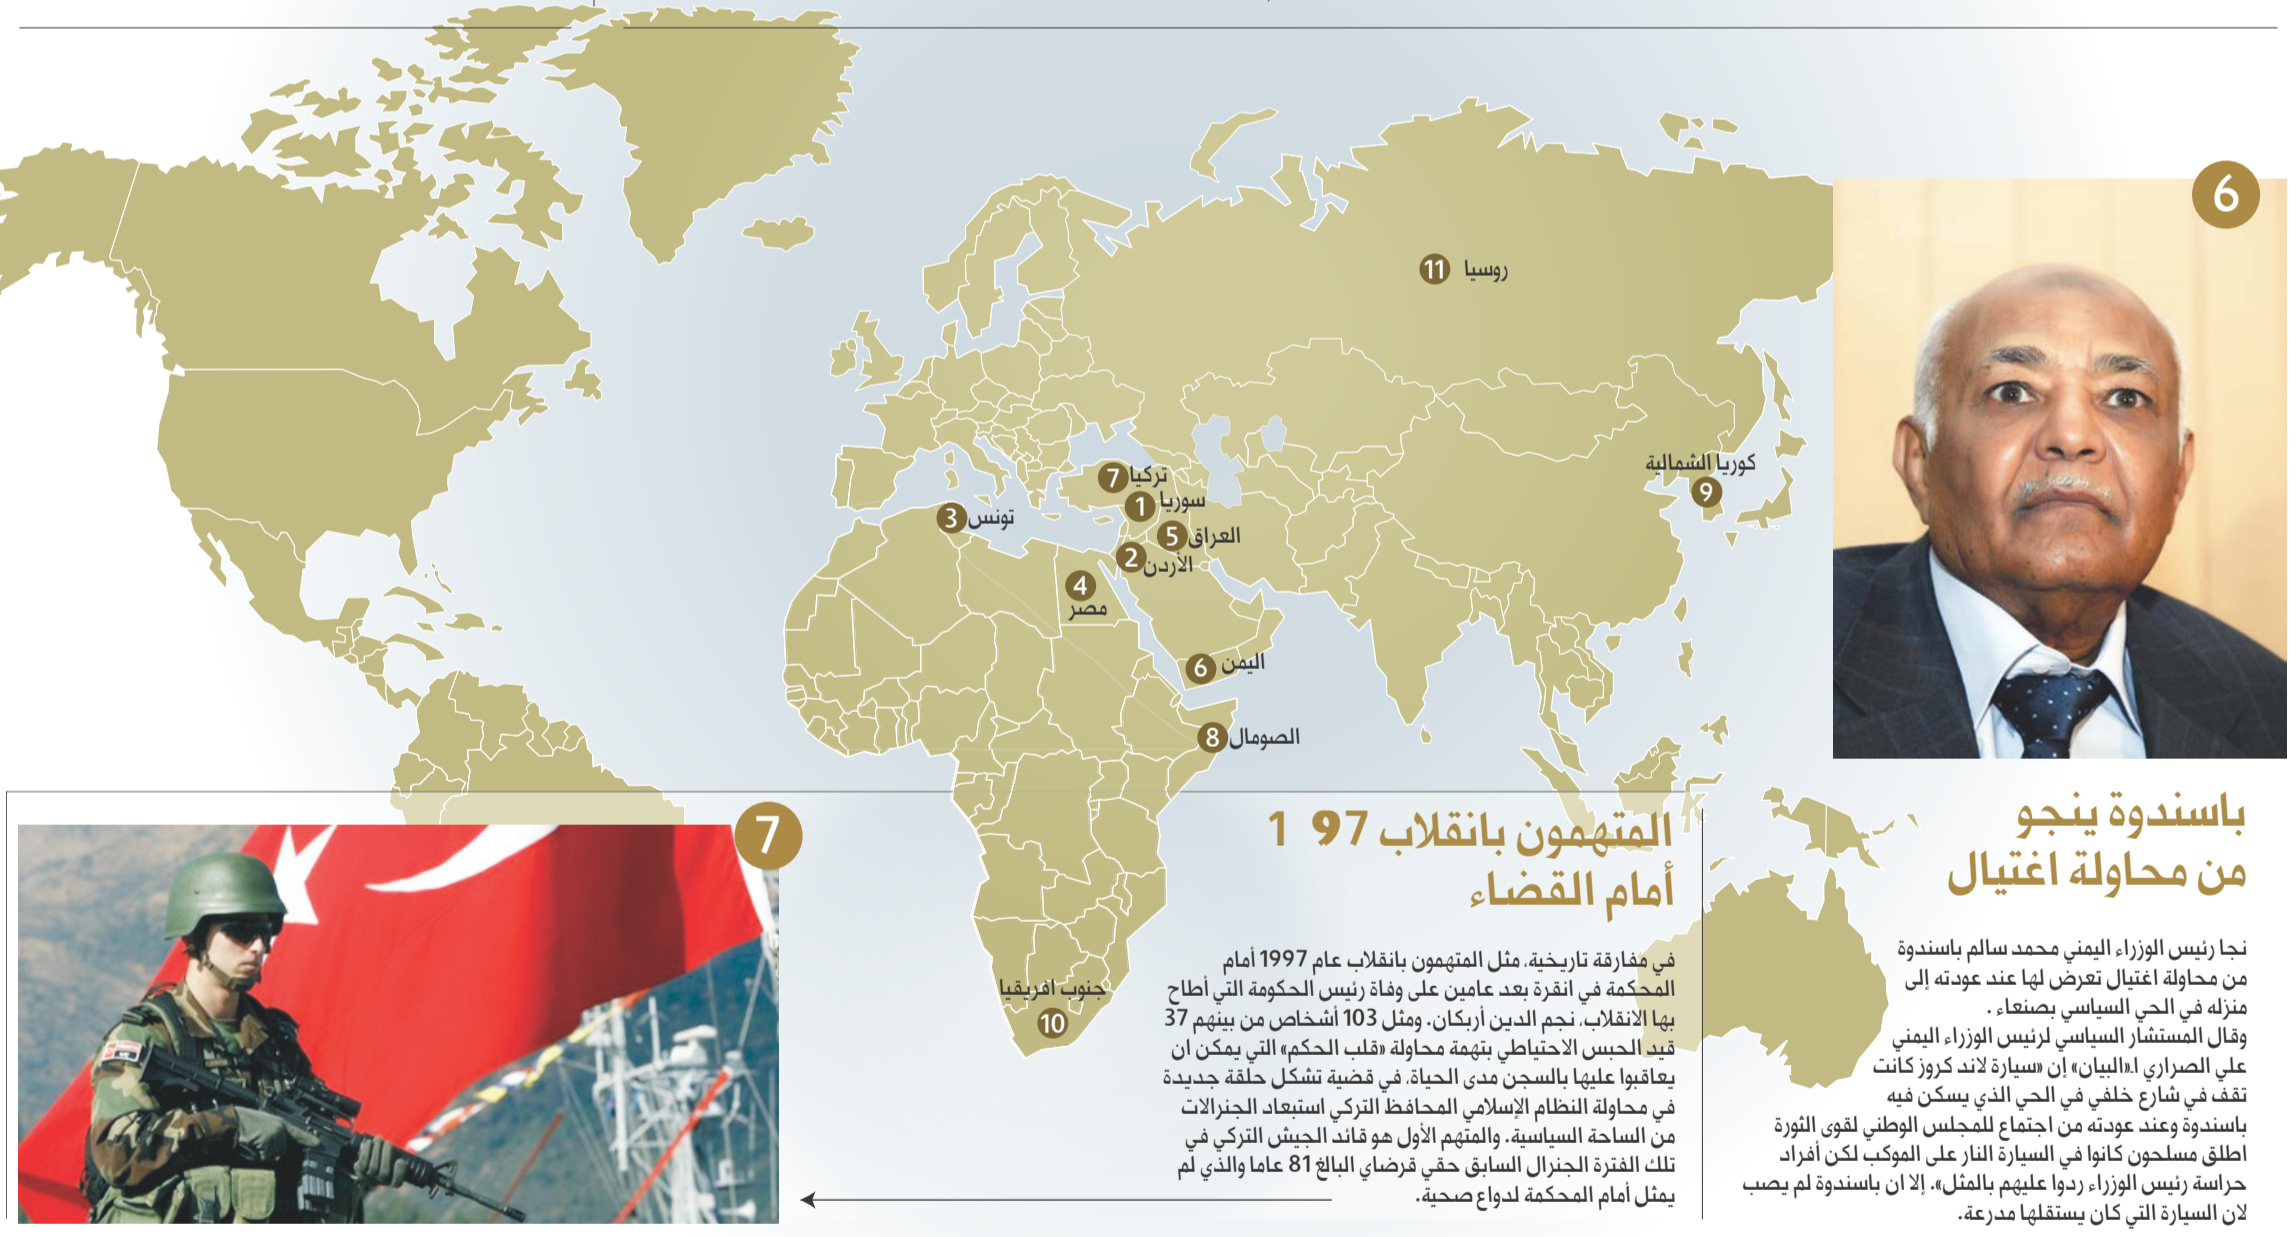 6
11 روسيا
كوريا الشمالية
9
7 تركيا
1 سوريا
3 تونس
5 العراق
2 الأردن
4
مصر
6 اليمن
8 الصومال
جنوب افريقيا
10
باسندوة ينجو
من محاولة اغتيال
نجا رئيس الوزراء اليمني محمد سالم باسندوة
من محاولة اغتيال تعرض لها عند عودته إلى
منزله في الحي السياسي بصنعاء .
وقال المستشار السياسي لرئيس الوزراء اليمني
علي الصراري لـ«البيان» إن «سيارة لاند كروز كانت
تقف في شارع خلفي في الحي الذي يسكن فيه
باسندوة وعند عودته من اجتماع للمجلس الوطني لقوى الثورة
اطلق مسلحون كانوا في السيارة النار على الموكب لكن أفراد
حراسة رئيس الوزراء ردوا عليهم بالمثل». إلا ان باسندوة لم يصب
لان السيارة التي كان يستقلها مدرعة.
المتهمون بانقلاب 97 1
أمام القضاء
في مفارقة تاريخية، مثل المتهمون بانقلاب عام 1997 أمام
المحكمة في انقرة بعد عامين على وفاة رئيس الحكومة التي أطاح
بها الانقلاب، نجم الدين أربكان. ومثل 103 أشخاص من بينهم 37
قيد الحبس الاحتياطي بتهمة محاولة «قلب الحكم» التي يمكن ان
يعاقبوا عليها بالسجن مدى الحياة، في قضية تشكل حلقة جديدة
في محاولة النظام الإسلامي المحافظ التركي استبعاد الجنرالات
من الساحة السياسية. والمتهم الأول هو قائد الجيش التركي في
تلك الفترة الجنرال السابق حقي قرضاي البالغ 81 عاما والذي لم
يمثل أمام المحكمة لدواع صحية.
7